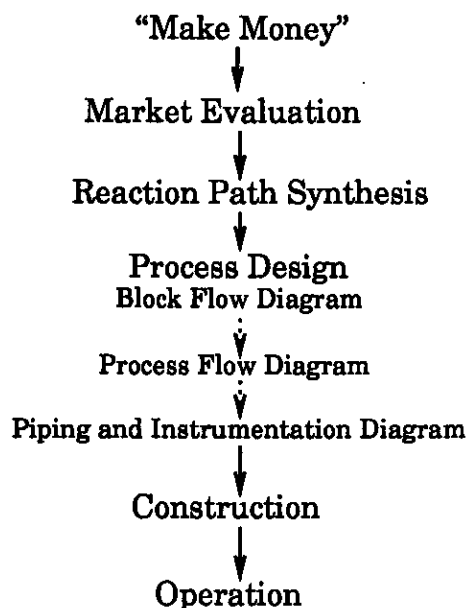 “Make Money”
Market Evaluation
Reaction Path Synthesis
Process Design
Block Flow Diagram
Process Flow Diagram
Piping and Instrumentation Diagram
Construction
Operation